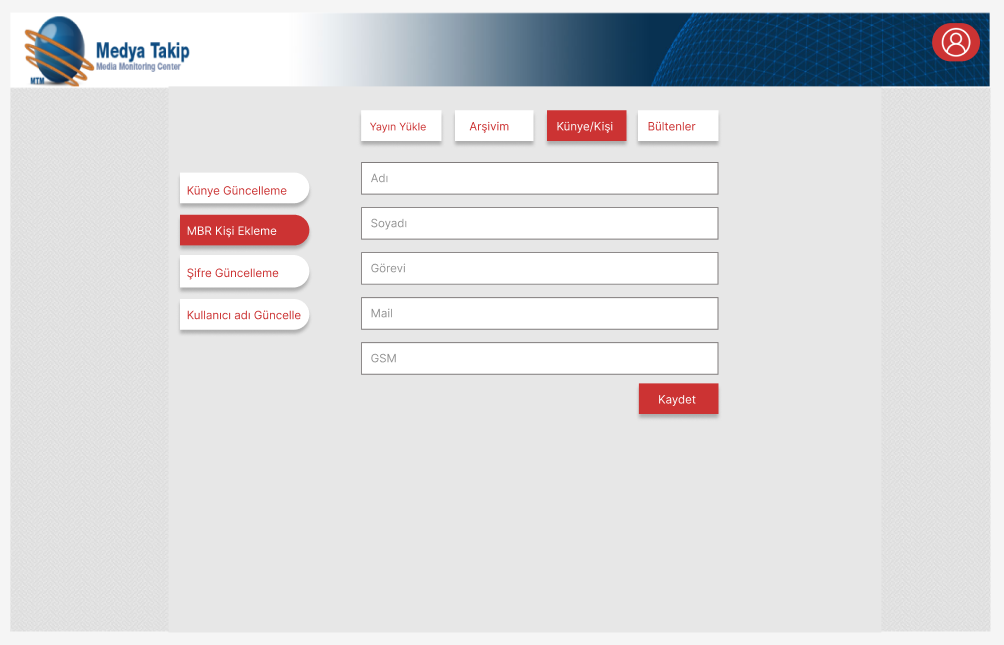 Medya Takip
Media Monitoring Center
MTM
Yayın Yükle
Arşivim
Künye/Kişi
Bültenler
Künye Güncelleme
MBR Kişi Ekleme
Şifre Güncelleme
Kullanıcı adı Güncelle
Adı
Soyadı
Görevi
Mail
GSM
Kaydet